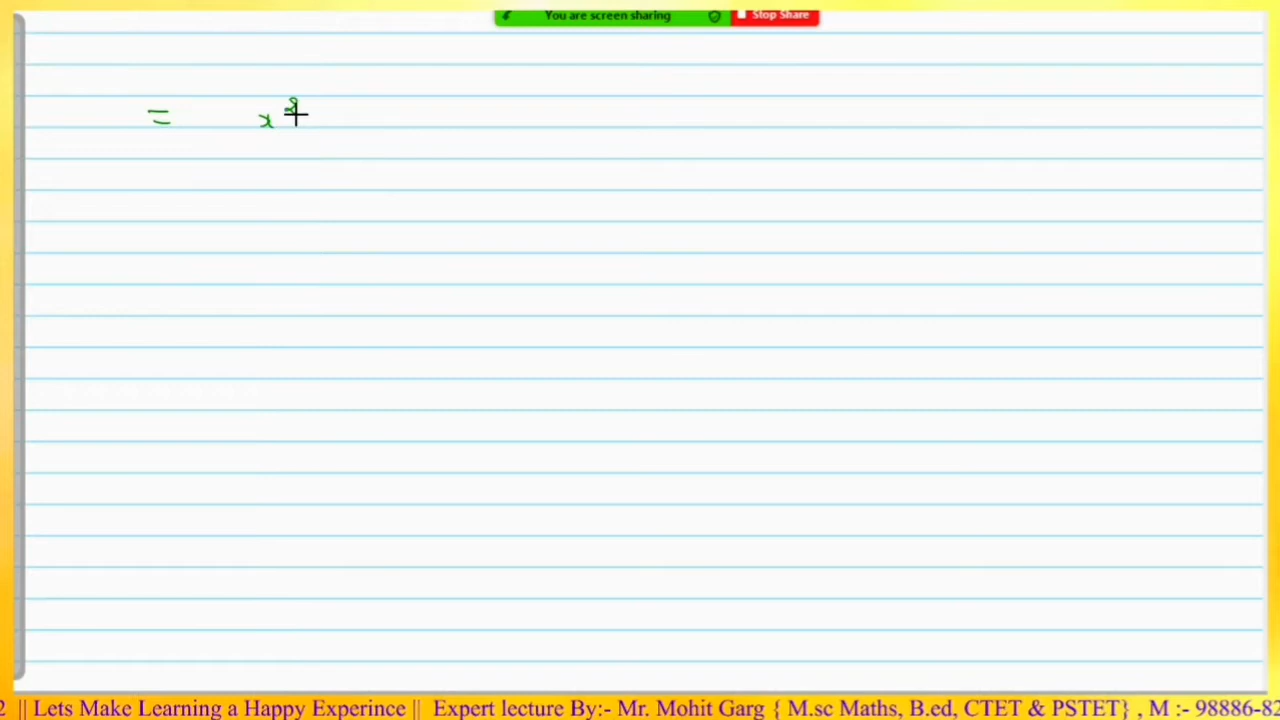 You are screen sharing Stop Share
= x
2 || Lets Make Learning a Happy Experince || Expert lecture By:- Mr. Mohit Garg { M.sc Maths, B.ed, CTET & PSTET} , M :- 98886-82